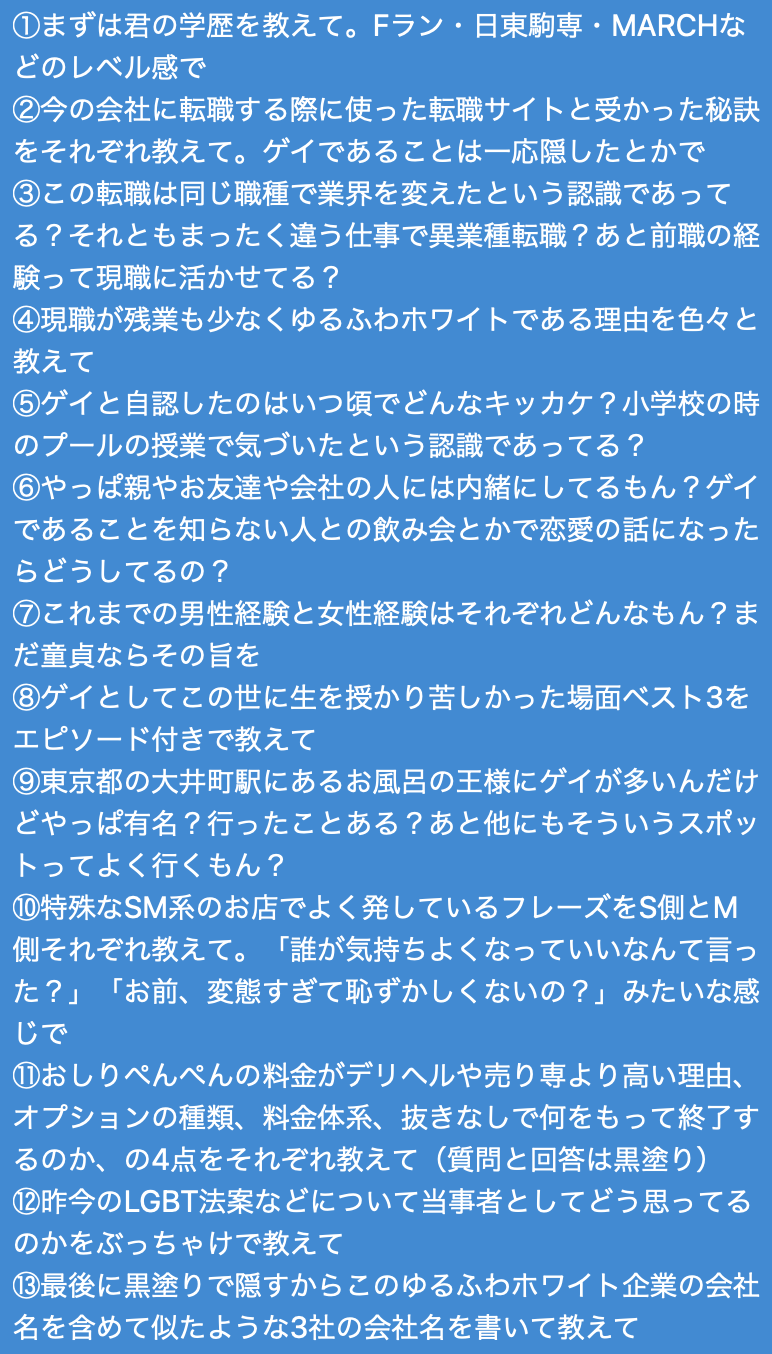 ①まずは君の学歴を教えて。Fラン・日東駒専・MARCHな
どのレベル感で
②今の会社に転職する際に使った転職サイトと受かった秘訣
をそれぞれ教えて。ゲイであることは一応隠したとかで
③この転職は同じ職種で業界を変えたという認識であって
る？それともまったく違う仕事で異業種転職？あと前職の経
験って現職に活かせてる？
④現職が残業も少なくゆるふわホワイトである理由を色々と
教えて
⑤ゲイと自認したのはいつ頃でどんなキッカケ？小学校の時
のプールの授業で気づいたという認識であってる？
⑥やっぱ親やお友達や会社の人には内緒にしてるもん？ゲイ
であることを知らない人との飲み会とかで恋愛の話になった
らどうしてるの？
⑦これまでの男性経験と女性経験はそれぞれどんなもん？ま
だ童貞ならその旨を
⑧ゲイとしてこの世に生を授かり苦しかった場面ベスト3を
エピソード付きで教えて
⑨東京都の大井町駅にあるお風呂の王様にゲイが多いんだけ
どやっぱ有名？行ったことある？あと他にもそういうスポッ
トってよく行くもん？
⑩特殊なSM系のお店でよく発しているフレーズをS側とM
側それぞれ教えて。「誰が気持ちよくなっていいなんて言っ
た？」「お前、変態すぎて恥ずかしくないの？」みたいな感
じで
⑪おしりぺんぺんの料金がデリヘルや売り専より高い理由、
オプションの種類、料金体系、抜きなしで何をもって終了す
るのか、の4点をそれぞれ教えて（質問と回答は黒塗り）
⑫昨今のLGBT法案などについて当事者としてどう思ってる
のかをぶっちゃけで教えて
⑬最後に黒塗りで隠すからこのゆるふわホワイト企業の会社
名を含めて似たような3社の会社名を書いて教えて